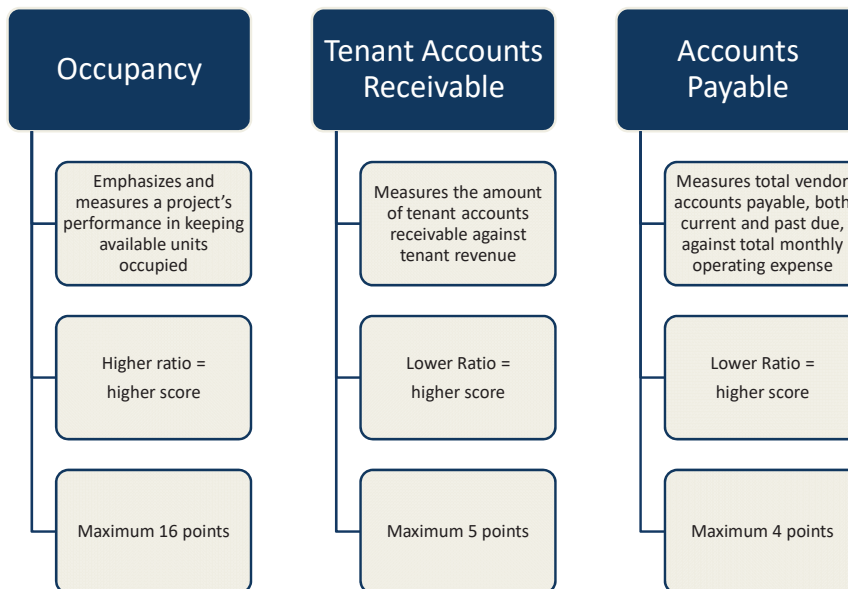 Occupancy
Emphasizes and
measures a project's
performance in keeping
available units
occupied
Higher ratio =
higher score
Maximum 16 points
Tenant Accounts
Receivable
Measures the amount
of tenant accounts
receivable against
tenant revenue
Lower Ratio =
higher score
Maximum 5 points
Accounts
Payable
Measures total vendor
accounts payable, both
current and past due,
against total monthly
operating expense
Lower Ratio =
higher score
Maximum 4 points